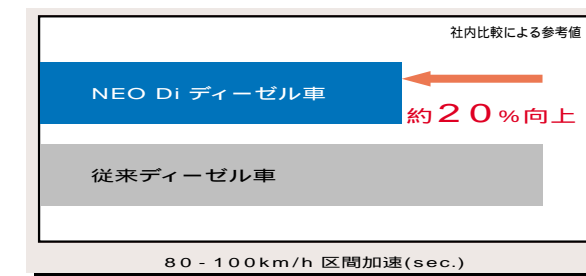 社内比較による参考値
NEO Di ディーゼル車
約20%向上
従来ディーゼル車
80-100km/h 区間加速(sec.)